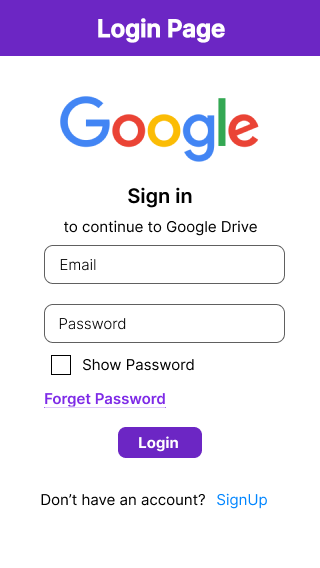 Login Page
Google
Sign in
to continue to Google Drive
Email
Password
Show Password
Forget Password
Login
Don’t have an account? SignUp